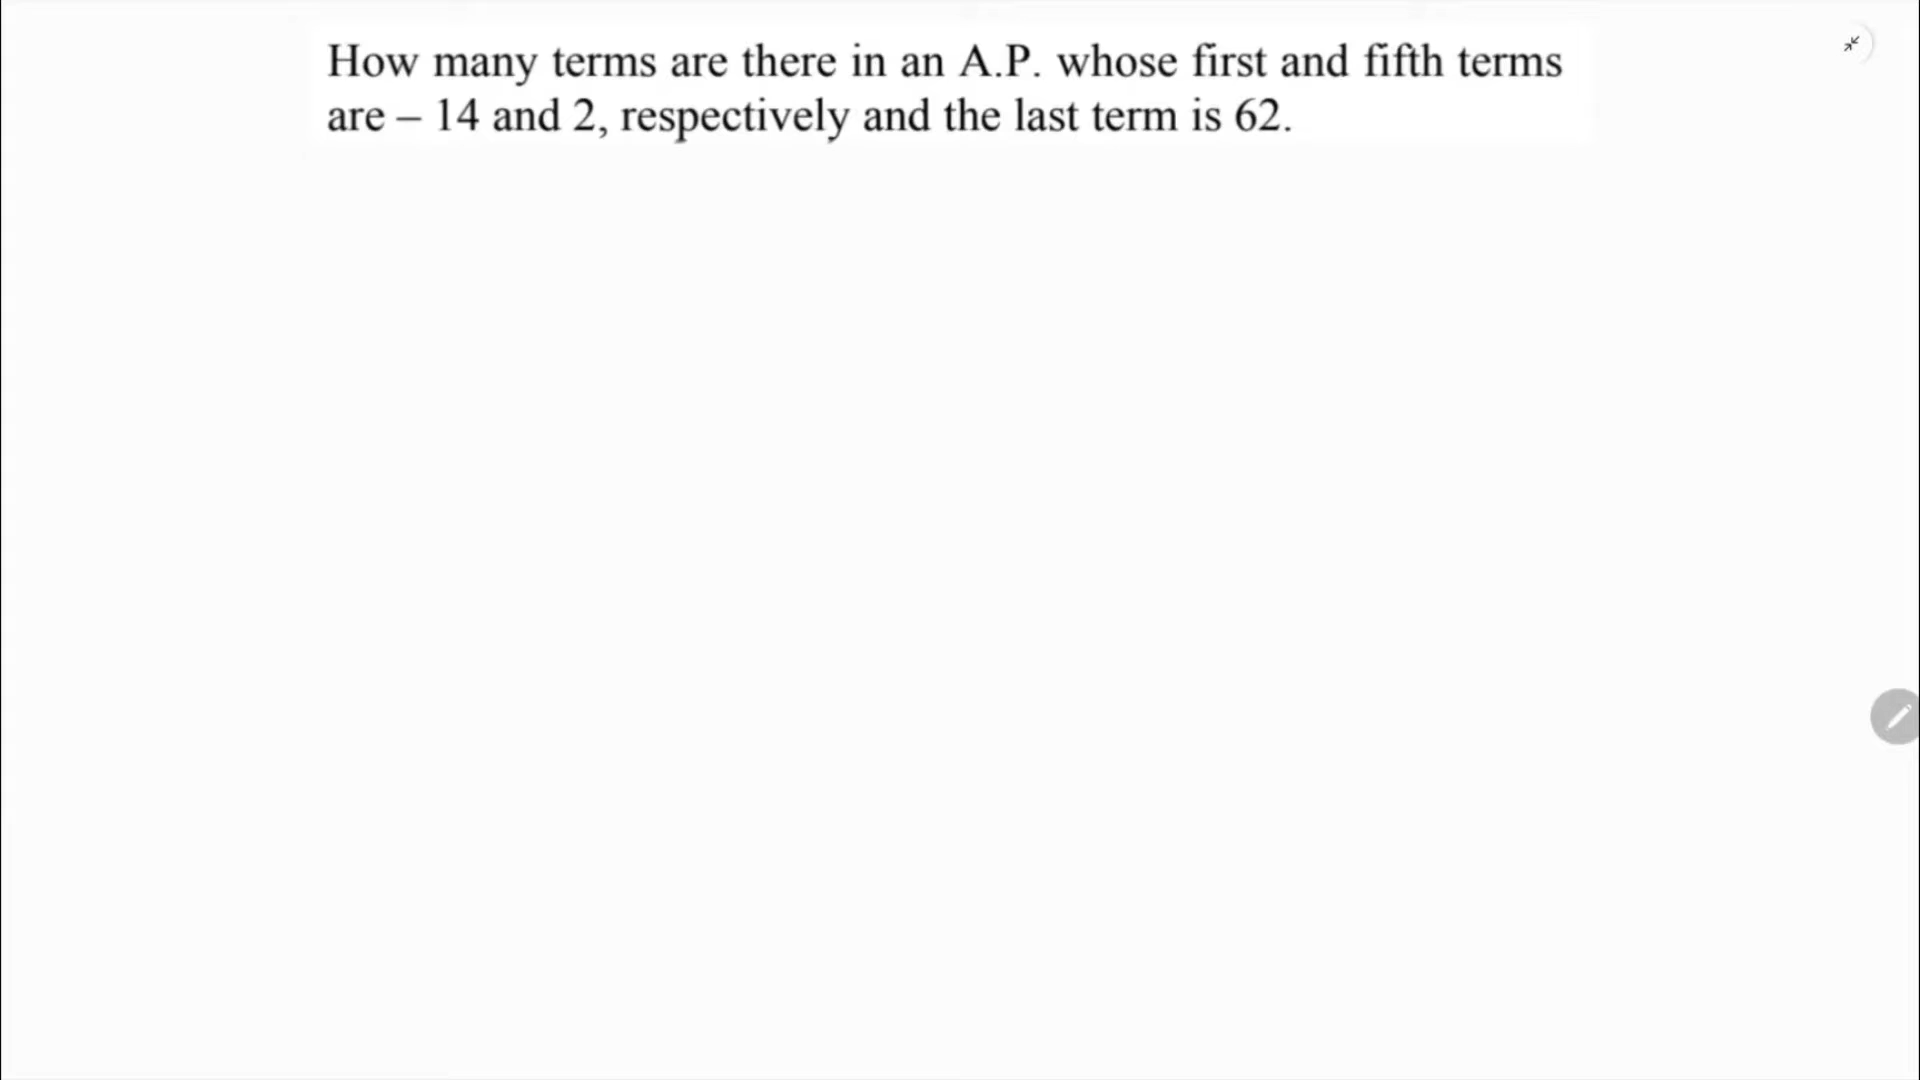 How many terms are there in an A.P. whose first and fifth terms
are – 14 and 2, respectively and the last term is 62.